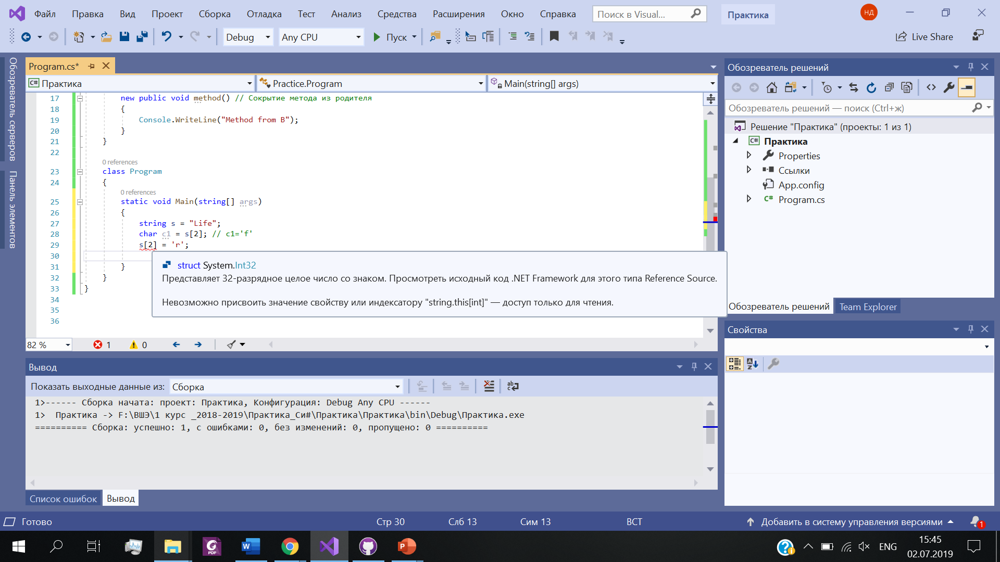 Файл Правка Вид Проект Сборка Отладка Тест Анализ Средства Расширения Окно Справка Поиск в Visual... Практика НД
Debug Any CPU Пуск Live Share
Обозреватель серверов
Панель элементов
Program.cs*
Практика Practice.Program Main(string[] args)
17 new public void method() // Сокрытие метода из родителя
18 {
19 Console.WriteLine("Method from B");
20 }
21 }
22
0 references
23 class Program
24 {
0 references
25 static void Main(string[] args)
26 {
27 string s = "Life";
28 char c1 = s[2]; // c1='f'
29 s[2] = 'r';
30
31 }
32 }
33 }
34
35
36
struct System.Int32
Представляет 32-разрядное целое число со знаком. Просмотреть исходный код .NET Framework для этого типа Reference Source.
Невозможно присвоить значение свойству или индексатору "string.this[int]" — доступ только для чтения.
82 % 1 0
Вывод
Показать выходные данные из: Сборка
1>------ Сборка начата: проект: Практика, Конфигурация: Debug Any CPU ------
1> Практика -> F:\ВШЭ\1 курс _2018-2019\Практика_Си#\Практика\Практика\bin\Debug\Практика.exe
========== Сборка: успешно: 1, с ошибками: 0, без изменений: 0, пропущено: 0 ==========
Список ошибок Вывод
Обозреватель решений
Обозреватель решений — поиск (Ctrl+ж)
Решение "Практика" (проекты: 1 из 1)
C# Практика
Properties
Ссылки
App.config
C# Program.cs
Обозреватель решений Team Explorer
Свойства
Готово Стр 30 Слб 13 Сим 13 ВСТ Добавить в систему управления версиями 1
PDF W P ENG 15:45
02.07.2019